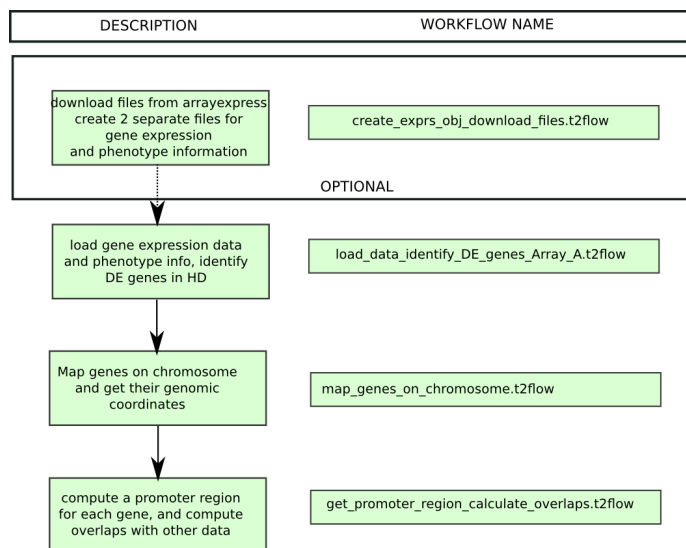 DESCRIPTION
WORKFLOW NAME
download files from arrayexpress
create 2 separate files for
gene expression
and phenotype information
create_exprs_obj_download_files.t2flow
OPTIONAL
load gene expression data
and phenotype info, identify
DE genes in HD
load_data_identify_DE_genes_Array_A.t2flow
Map genes on chromosome
and get their genomic
coordinates
map_genes_on_chromosome.t2flow
compute a promoter region
for each gene, and compute
overlaps with other data
get_promoter_region_calculate_overlaps.t2flow